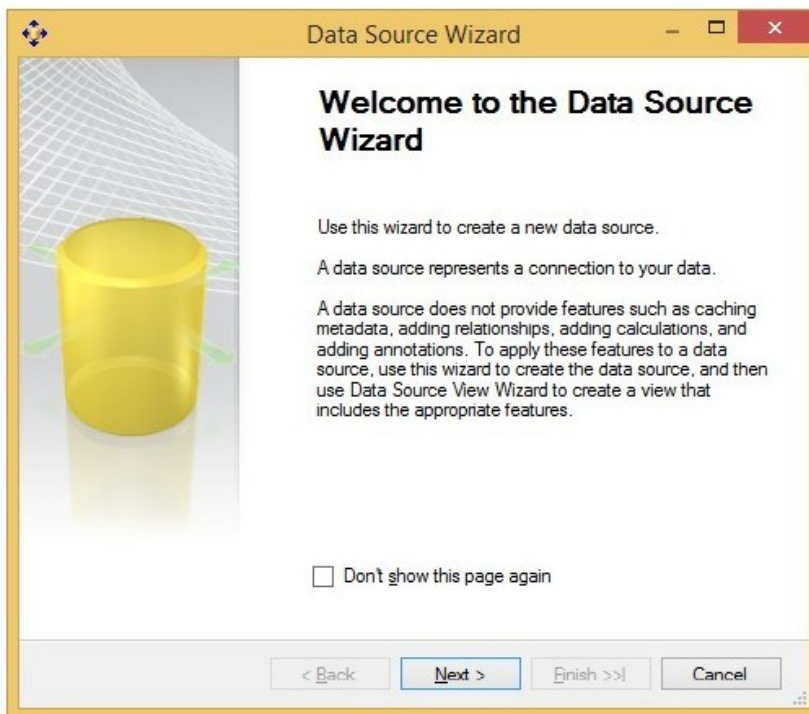 Data Source Wizard
Welcome to the Data Source
Wizard
Use this wizard to create a new data source.
A data source represents a connection to your data.
A data source does not provide features such as caching
metadata, adding relationships, adding calculations, and
adding annotations. To apply these features to a data
source, use this wizard to create the data source, and then
use Data Source View Wizard to create a view that
includes the appropriate features.
Don't show this page again
< Back Next > Finish >>| Cancel